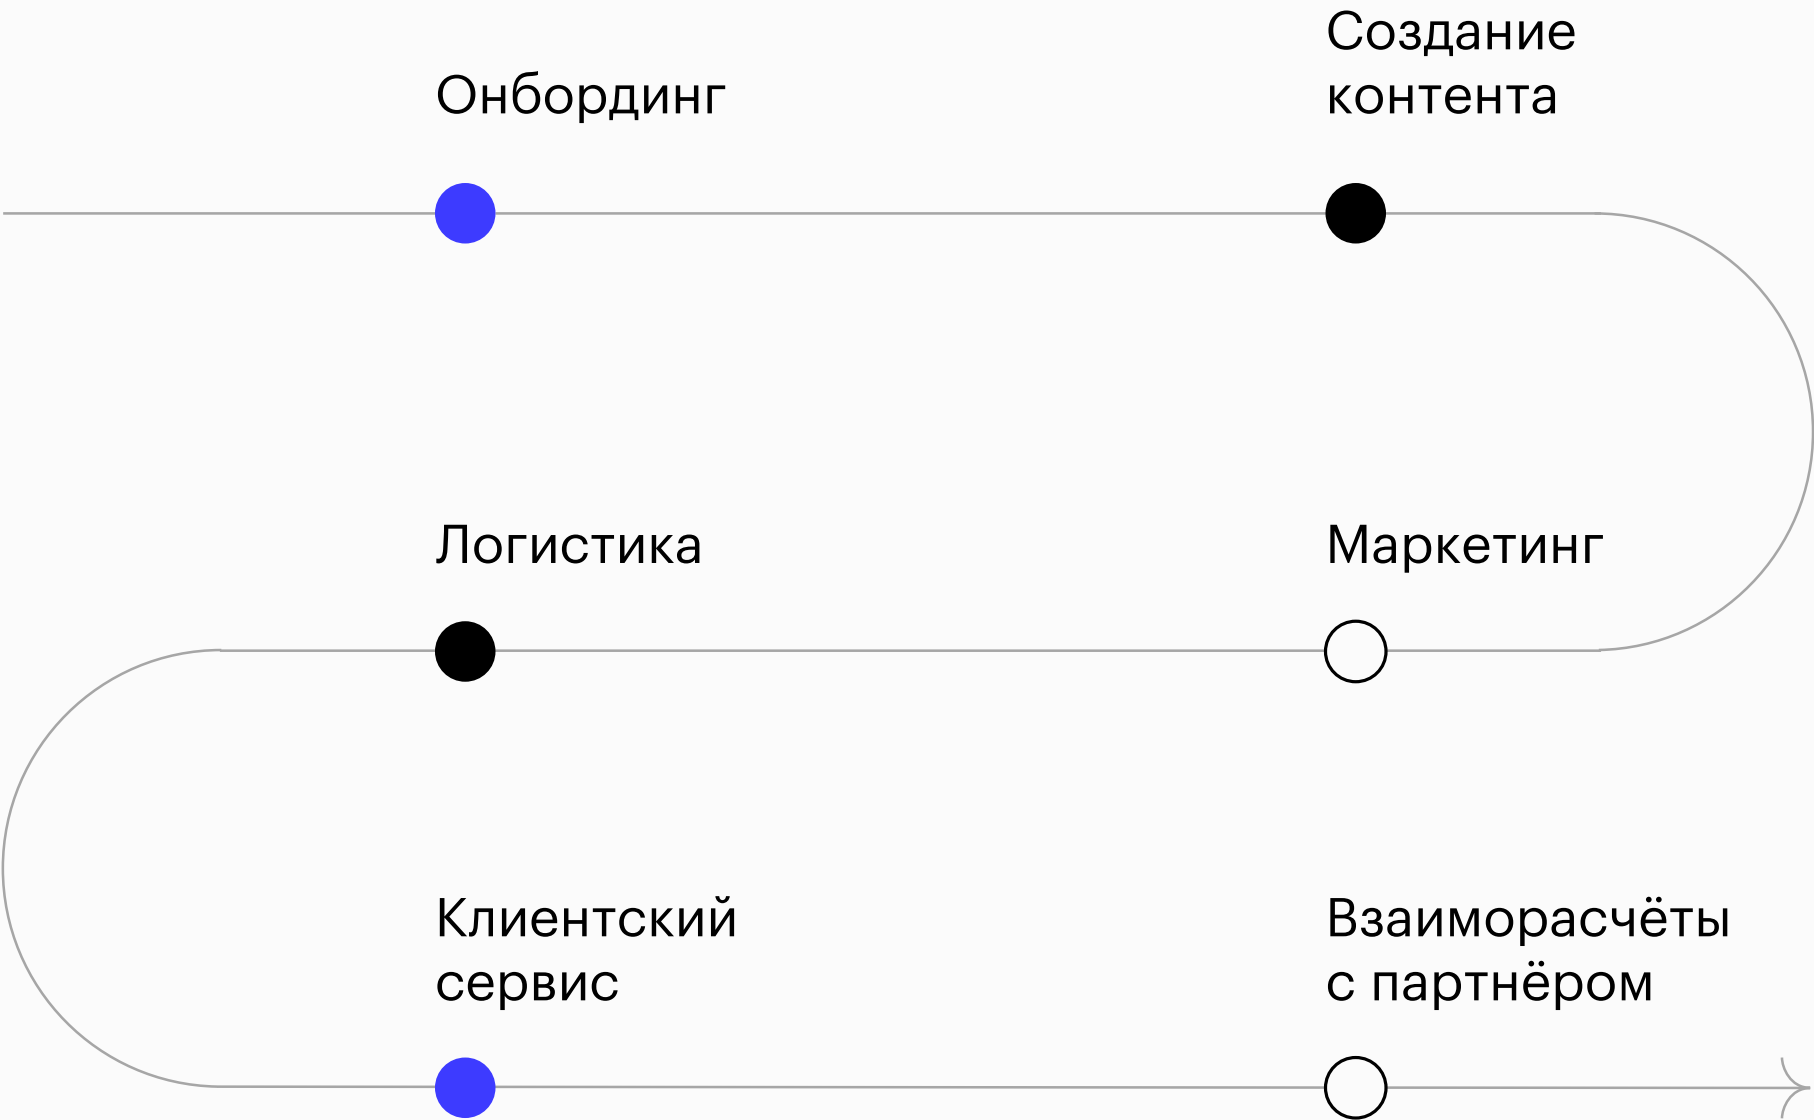 Онбординг
Создание
контента
Логистика
Маркетинг
Клиентский
сервис
Взаиморасчёты
с партнёром